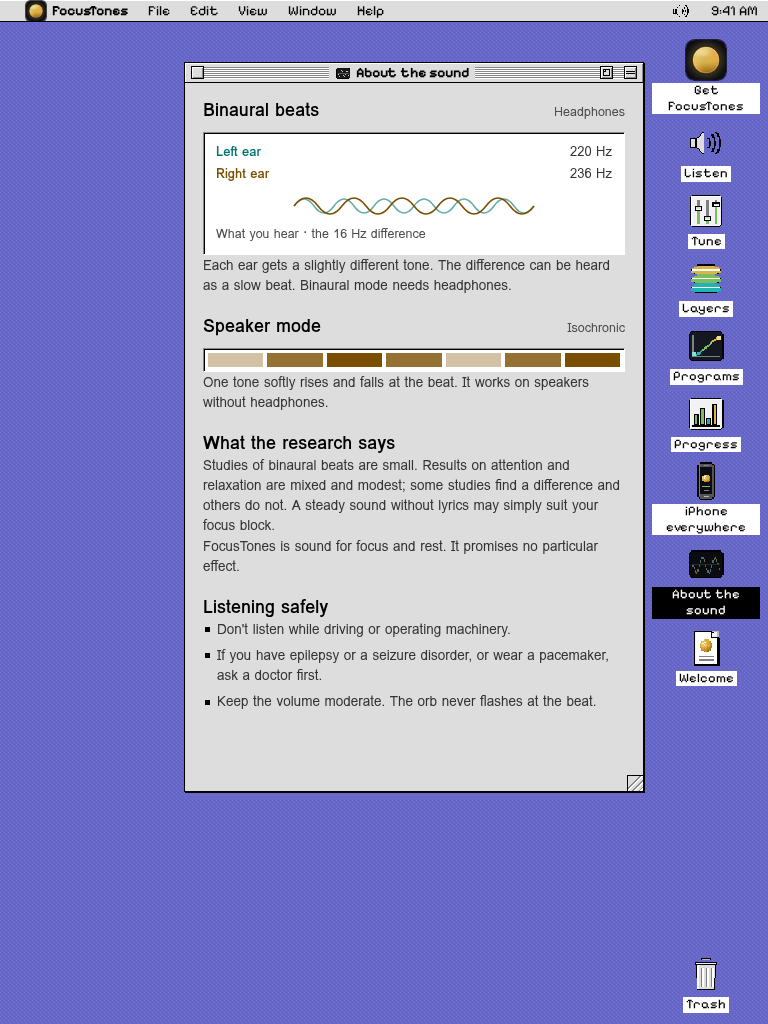 FocusTones File Edit View Window Help 9:41 AM
About the sound
Binaural beats Headphones
Left ear 220 Hz
Right ear 236 Hz
What you hear · the 16 Hz difference
Each ear gets a slightly different tone. The difference can be heard
as a slow beat. Binaural mode needs headphones.
Speaker mode Isochronic
One tone softly rises and falls at the beat. It works on speakers
without headphones.
What the research says
Studies of binaural beats are small. Results on attention and
relaxation are mixed and modest; some studies find a difference and
others do not. A steady sound without lyrics may simply suit your
focus block.
FocusTones is sound for focus and rest. It promises no particular
effect.
Listening safely
Don't listen while driving or operating machinery.
If you have epilepsy or a seizure disorder, or wear a pacemaker,
ask a doctor first.
Keep the volume moderate. The orb never flashes at the beat.
Get
FocusTones
Listen
Tune
Layers
Programs
Progress
iPhone
everywhere
About the
sound
Welcome
Trash